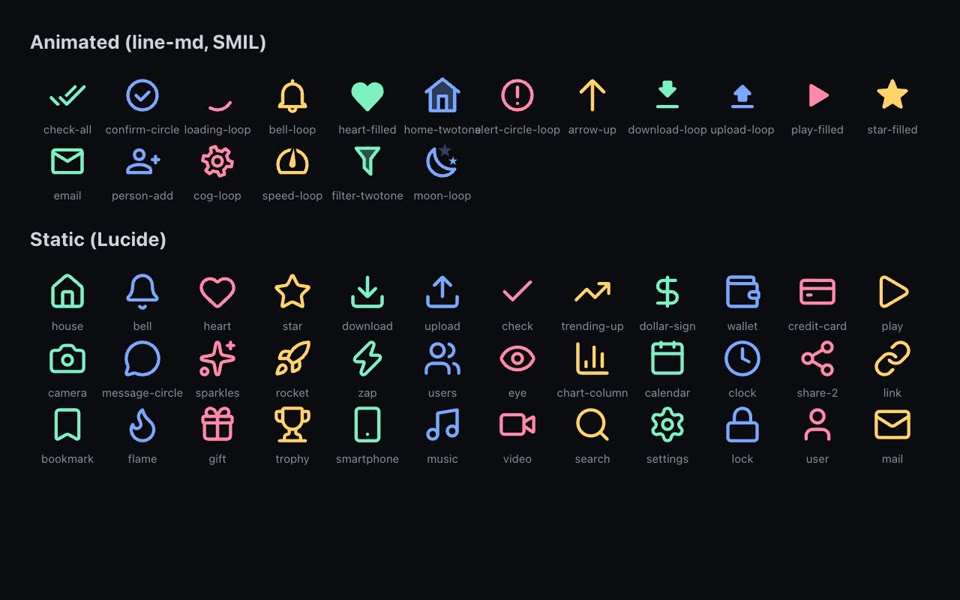 Animated (line-md, SMIL)
check-all confirm-circle loading-loop bell-loop heart-filled home-twotone alert-circle-loop arrow-up download-loop upload-loop play-filled star-filled
email person-add cog-loop speed-loop filter-twotone moon-loop
Static (Lucide)
house bell heart star download upload check trending-up dollar-sign wallet credit-card play
camera message-circle sparkles rocket zap users eye chart-column calendar clock share-2 link
bookmark flame gift trophy smartphone music video search settings lock user mail